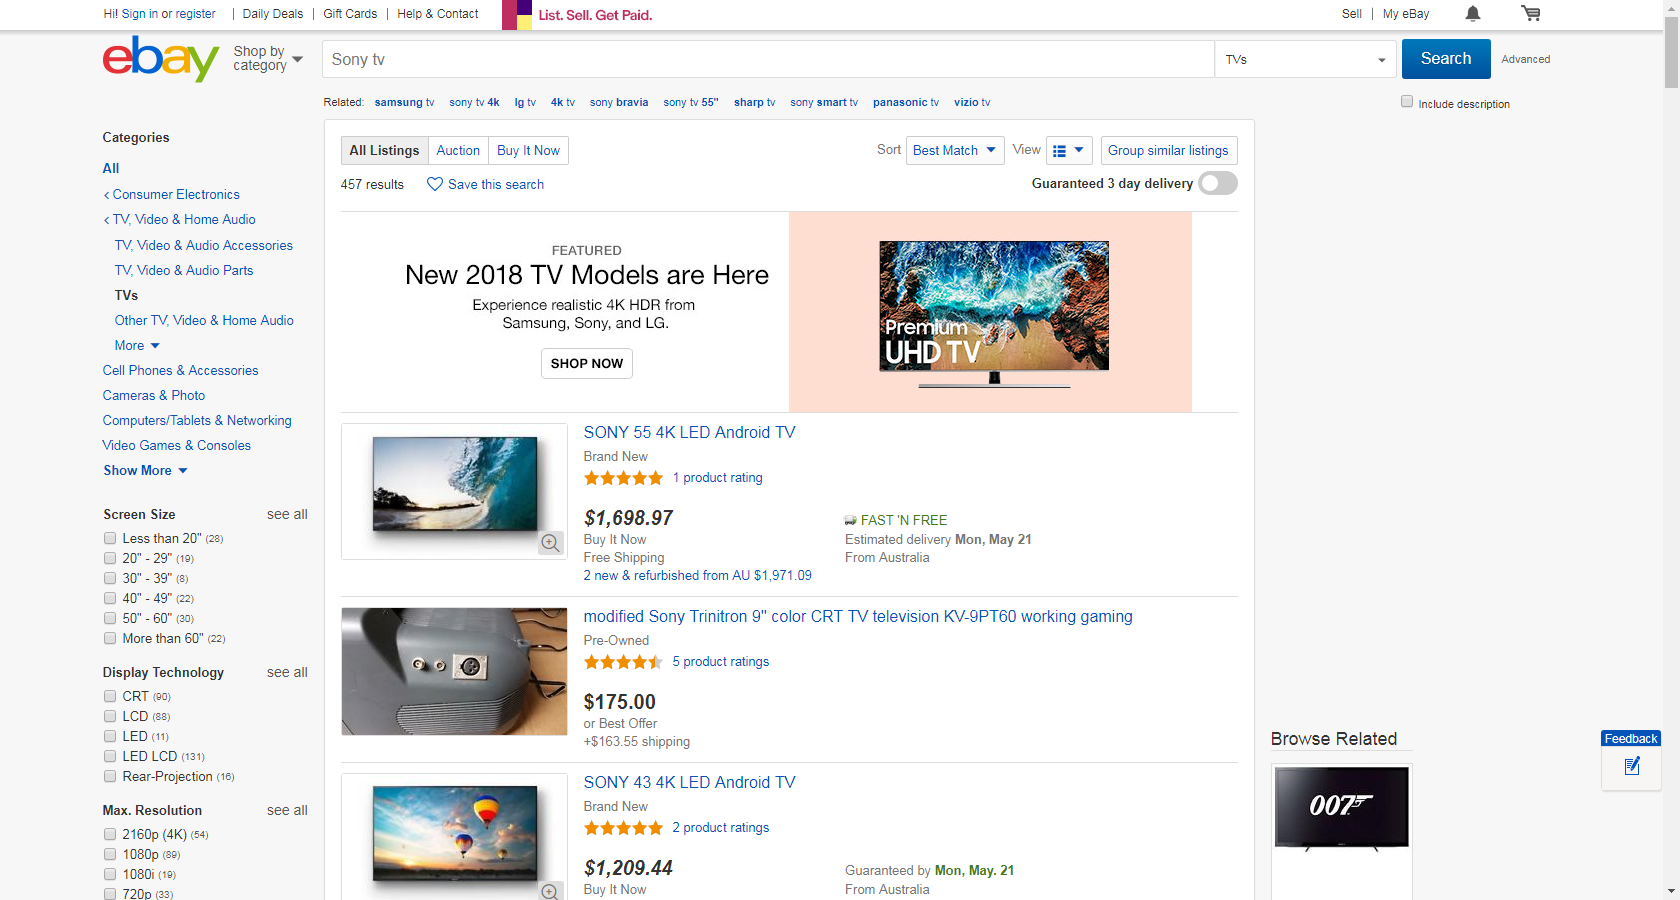 Hi! Sign in or register
Daily Deals
Gift Cards
Help & Contact
List. Sell. Get Paid.
Sell
My eBay
ebay
Shop by
category
Sony tv
TVs
Search
Advanced
Related: samsung tv sony tv 4k lg tv 4k tv sony bravia sony tv 55" sharp tv sony smart tv panasonic tv vizio tv
Include description
Categories
All
Consumer Electronics
TV, Video & Home Audio
TV, Video & Audio Accessories
TV, Video & Audio Parts
TVs
Other TV, Video & Home Audio
More
Cell Phones & Accessories
Cameras & Photo
Computers/Tablets & Networking
Video Games & Consoles
Show More
Screen Size see all
Less than 20" (28)
20" - 29" (19)
30" - 39" (8)
40" - 49" (22)
50" - 60" (30)
More than 60" (22)
Display Technology see all
CRT (90)
LCD (88)
LED (11)
LED LCD (131)
Rear-Projection (16)
Max. Resolution see all
2160p (4K) (54)
1080p (89)
1080i (19)
720p (33)
All Listings
Auction
Buy It Now
Sort Best Match
View
Group similar listings
457 results
Save this search
Guaranteed 3 day delivery
FEATURED
New 2018 TV Models are Here
Experience realistic 4K HDR from
Samsung, Sony, and LG.
SHOP NOW
Premium
UHD TV
SONY 55 4K LED Android TV
Brand New
1 product rating
$1,698.97
Buy It Now
Free Shipping
2 new & refurbished from AU $1,971.09
FAST 'N FREE
Estimated delivery Mon, May 21
From Australia
modified Sony Trinitron 9" color CRT TV television KV-9PT60 working gaming
Pre-Owned
5 product ratings
$175.00
or Best Offer
+$163.55 shipping
SONY 43 4K LED Android TV
Brand New
2 product ratings
$1,209.44
Buy It Now
Guaranteed by Mon, May. 21
From Australia
Browse Related
007
Feedback